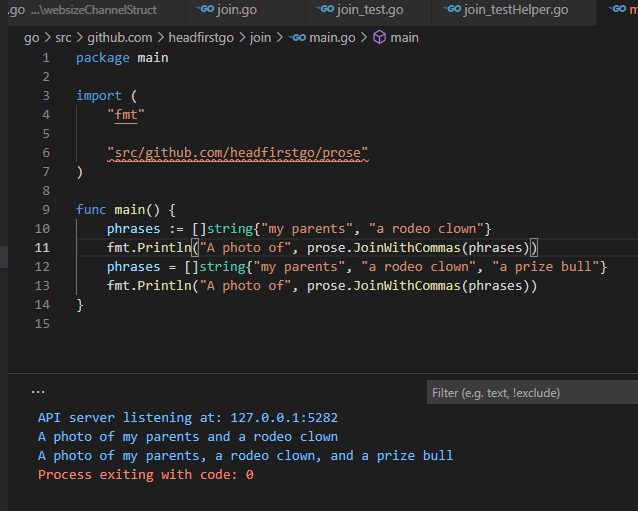 .go ...\websizeChannelStruct GO join.go GO join_test.go GO join_testHelper.go GO m
go > src > github.com > headfirstgo > join > GO main.go > main
1 package main
2
3 import (
4 "fmt"
5
6 "src/github.com/headfirstgo/prose"
7 )
8
9 func main() {
10 phrases := []string{"my parents", "a rodeo clown"}
11 fmt.Println("A photo of", prose.JoinWithCommas(phrases))
12 phrases = []string{"my parents", "a rodeo clown", "a prize bull"}
13 fmt.Println("A photo of", prose.JoinWithCommas(phrases))
14 }
15
... Filter (e.g. text, !exclude)
API server listening at: 127.0.0.1:5282
A photo of my parents and a rodeo clown
A photo of my parents, a rodeo clown, and a prize bull
Process exiting with code: 0